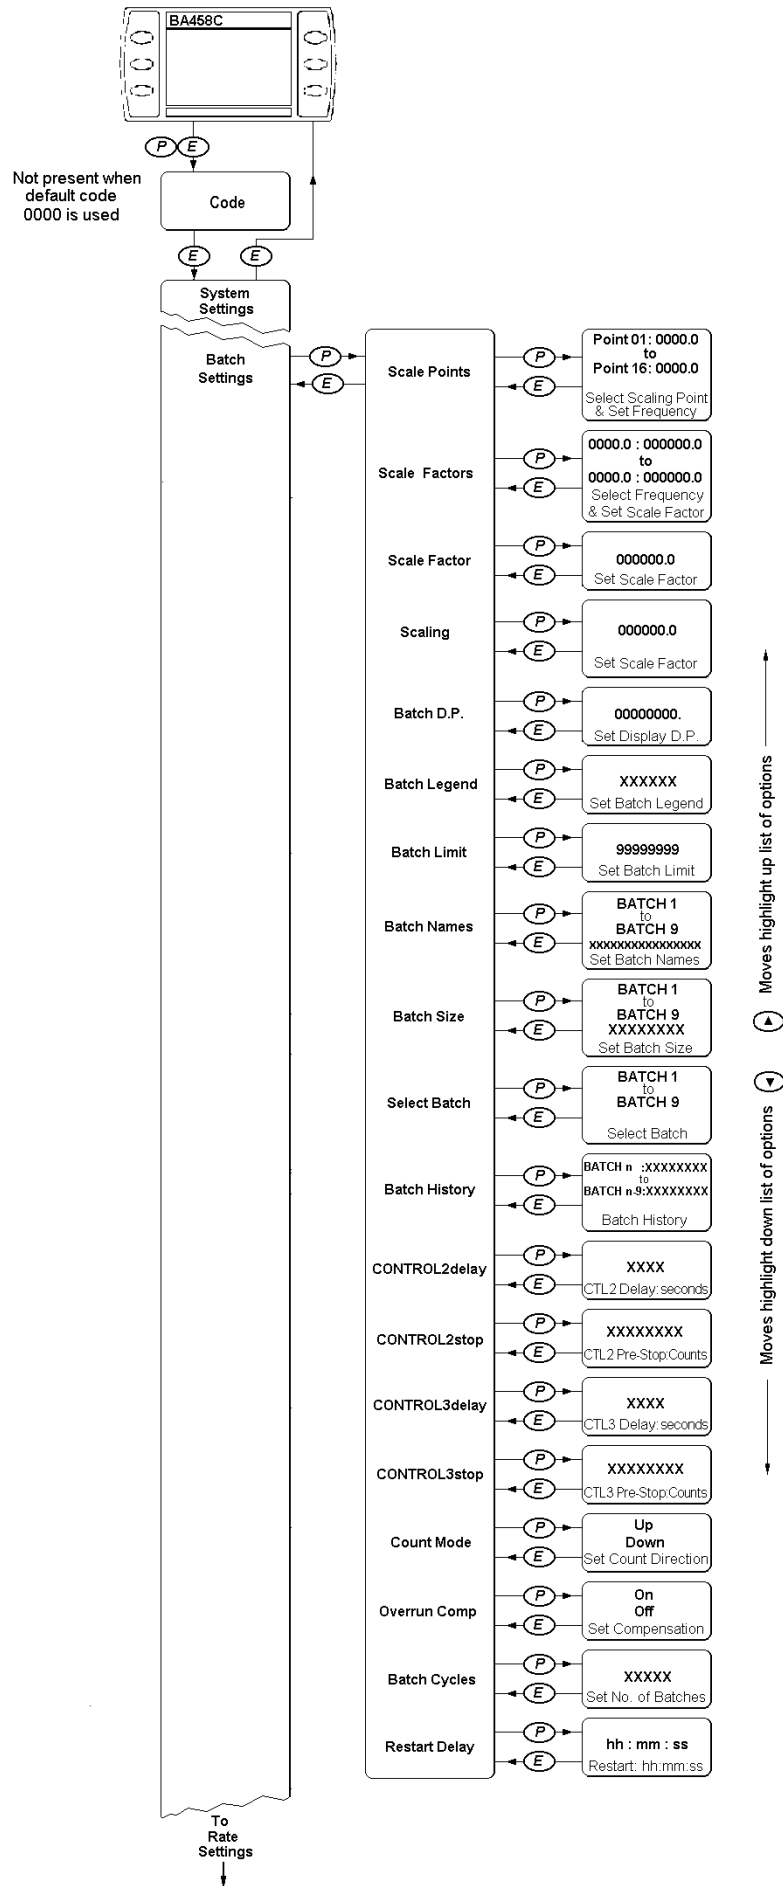 BA458C
P E
Not present when
default code
0000 is used
Code
E E
System
Settings
Batch
Settings
P
E
Scale Points
P
E
Point 01: 0000.0
to
Point 16: 0000.0
Select Scaling Point
& Set Frequency
Scale Factors
P
E
0000.0 : 000000.0
to
0000.0 : 000000.0
Select Frequency
& Set Scale Factor
Scale Factor
P
E
000000.0
Set Scale Factor
Scaling
P
E
000000.0
Set Scale Factor
Batch D.P.
P
E
00000000.
Set Display D.P.
Batch Legend
P
E
XXXXXX
Set Batch Legend
Batch Limit
P
E
99999999
Set Batch Limit
Batch Names
P
E
BATCH 1
to
BATCH 9
XXXXXXXXXXXXXXXX
Set Batch Names
Batch Size
P
E
BATCH 1
to
BATCH 9
XXXXXXXX
Set Batch Size
Select Batch
P
E
BATCH 1
to
BATCH 9
Select Batch
Batch History
P
E
BATCH n :XXXXXXXX
to
BATCH n-9:XXXXXXXX
Batch History
CONTROL2delay
P
E
XXXX
CTL2 Delay:seconds
CONTROL2stop
P
E
XXXXXXXX
CTL2 Pre-Stop:Counts
CONTROL3delay
P
E
XXXX
CTL3 Delay:seconds
CONTROL3stop
P
E
XXXXXXXX
CTL3 Pre-Stop:Counts
Count Mode
P
E
Up
Down
Set Count Direction
Overrun Comp
P
E
On
Off
Set Compensation
Batch Cycles
P
E
XXXXX
Set No. of Batches
Restart Delay
P
E
hh : mm : ss
Restart: hh:mm:ss
To
Rate
Settings
Moves highlight up list of options
Moves highlight down list of options